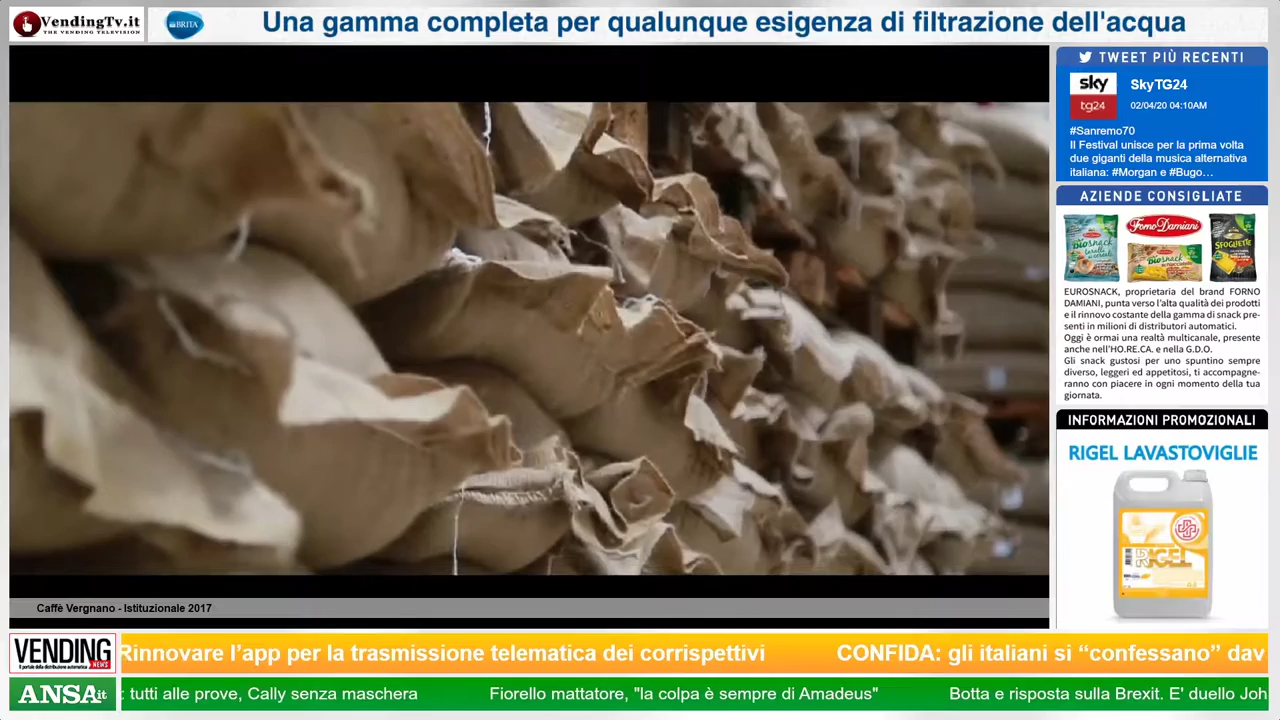 VendingTv.it
THE VENDING TELEVISION
BRITA
Una gamma completa per qualunque esigenza di filtrazione dell'acqua
TWEET PIÙ RECENTI
sky
tg24
SkyTG24
02/04/20 04:10AM
#Sanremo70
Il Festival unisce per la prima volta
due giganti della musica alternativa
italiana: #Morgan e #Bugo…
AZIENDE CONSIGLIATE
Forno Damiani
biosnack
biosnack
SFOGLIETTE
EUROSNACK, proprietaria del brand FORNO
DAMIANI, punta verso l'alta qualità dei prodotti
e il rinnovo costante della gamma di snack pre-
senti in milioni di distributori automatici.
Oggi è ormai una realtà multicanale, presente
anche nell'HO.RE.CA. e nella G.D.O.
Gli snack gustosi per uno spuntino sempre
diverso, leggeri ed appetitosi, ti accompagne-
ranno con piacere in ogni momento della tua
giornata.
INFORMAZIONI PROMOZIONALI
RIGEL LAVASTOVIGLIE
RIGEL
Caffè Vergnano - Istituzionale 2017
VENDING
NEWS
Il portale della distribuzione automatica
Rinnovare l'app per la trasmissione telematica dei corrispettivi
CONFIDA: gli italiani si “confessano” dav
ANSA.it
: tutti alle prove, Cally senza maschera
Fiorello mattatore, "la colpa è sempre di Amadeus"
Botta e risposta sulla Brexit. E' duello Joh